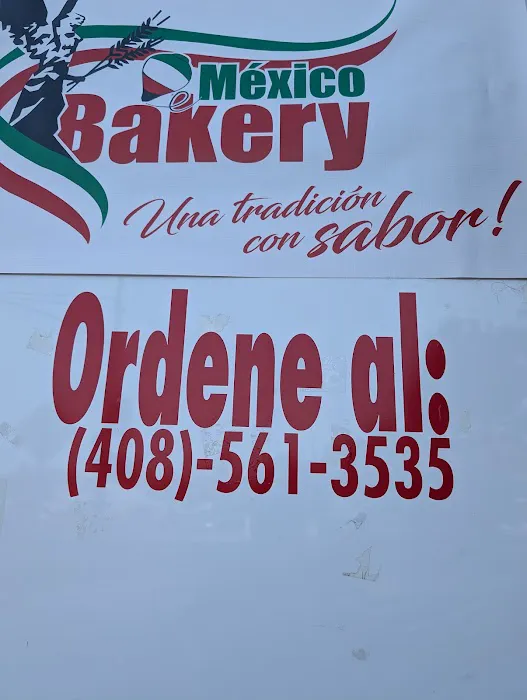 México
Bakery
Una tradición
con sabor!
Ordene al:
(408)-561-3535